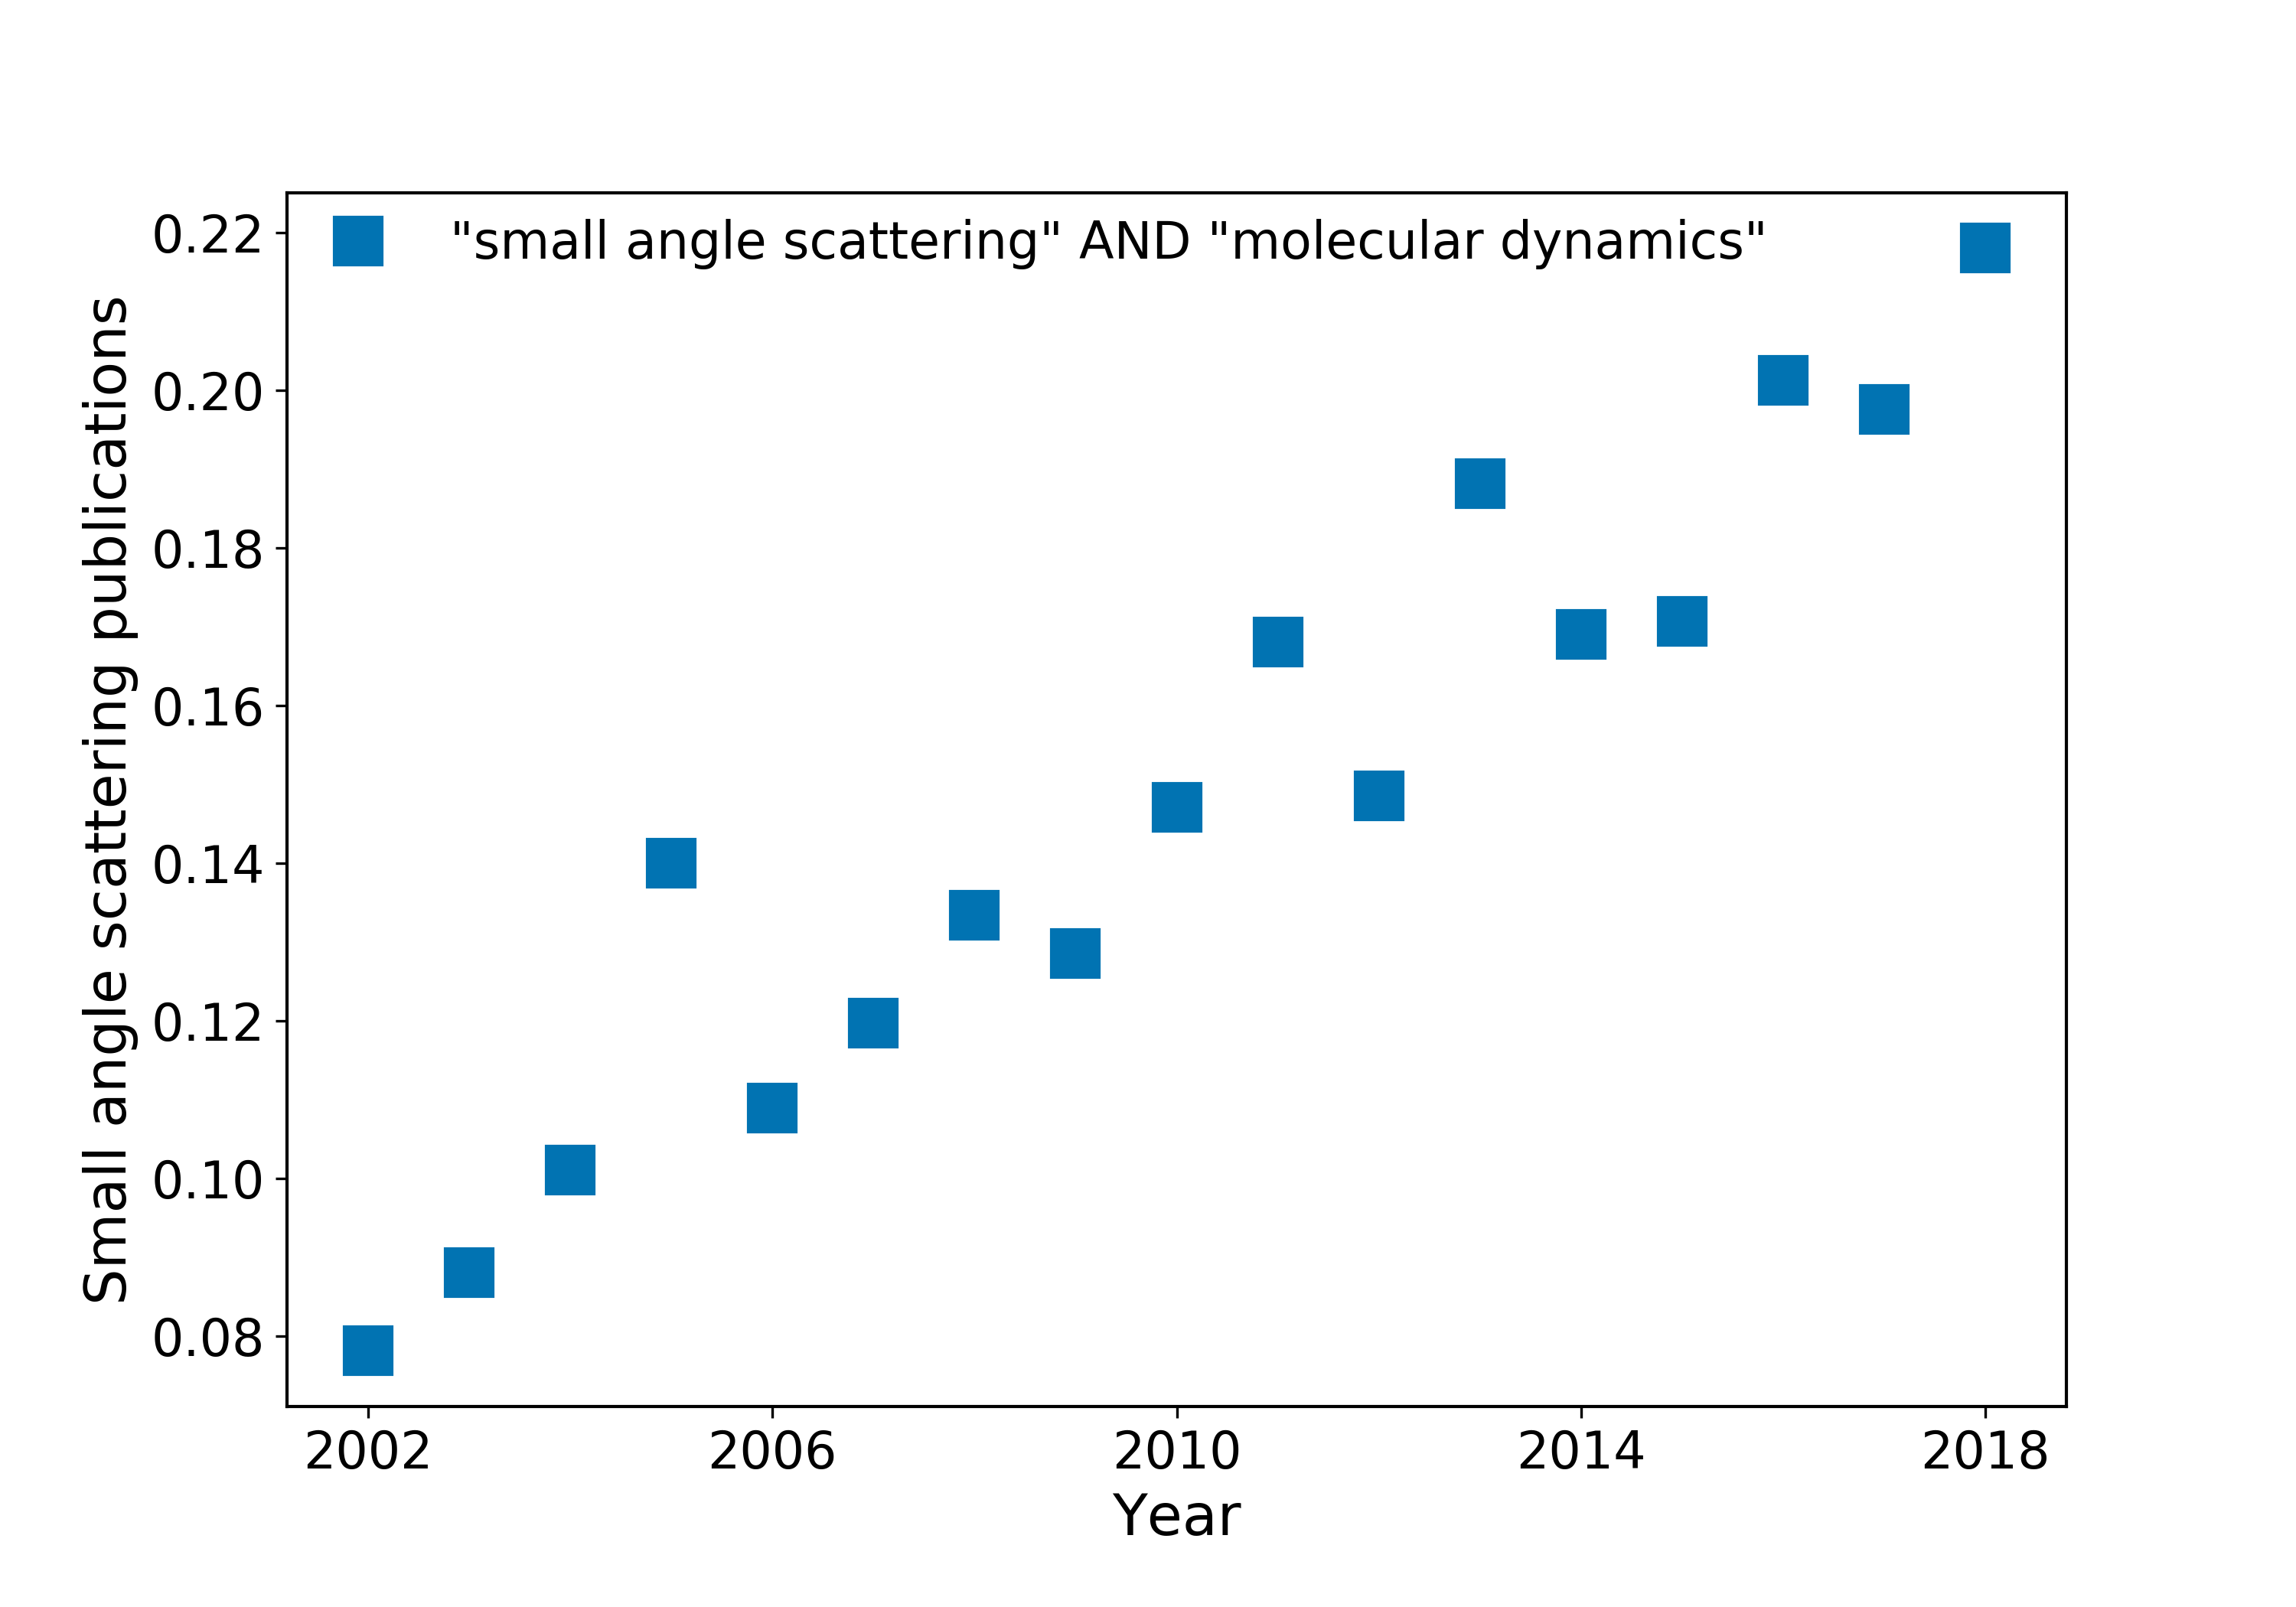 "small angle scattering" AND "molecular dynamics"
Small angle scattering publications
0.22
0.20
0.18
0.16
0.14
0.12
0.10
0.08
2002 2006 2010 2014 2018
Year